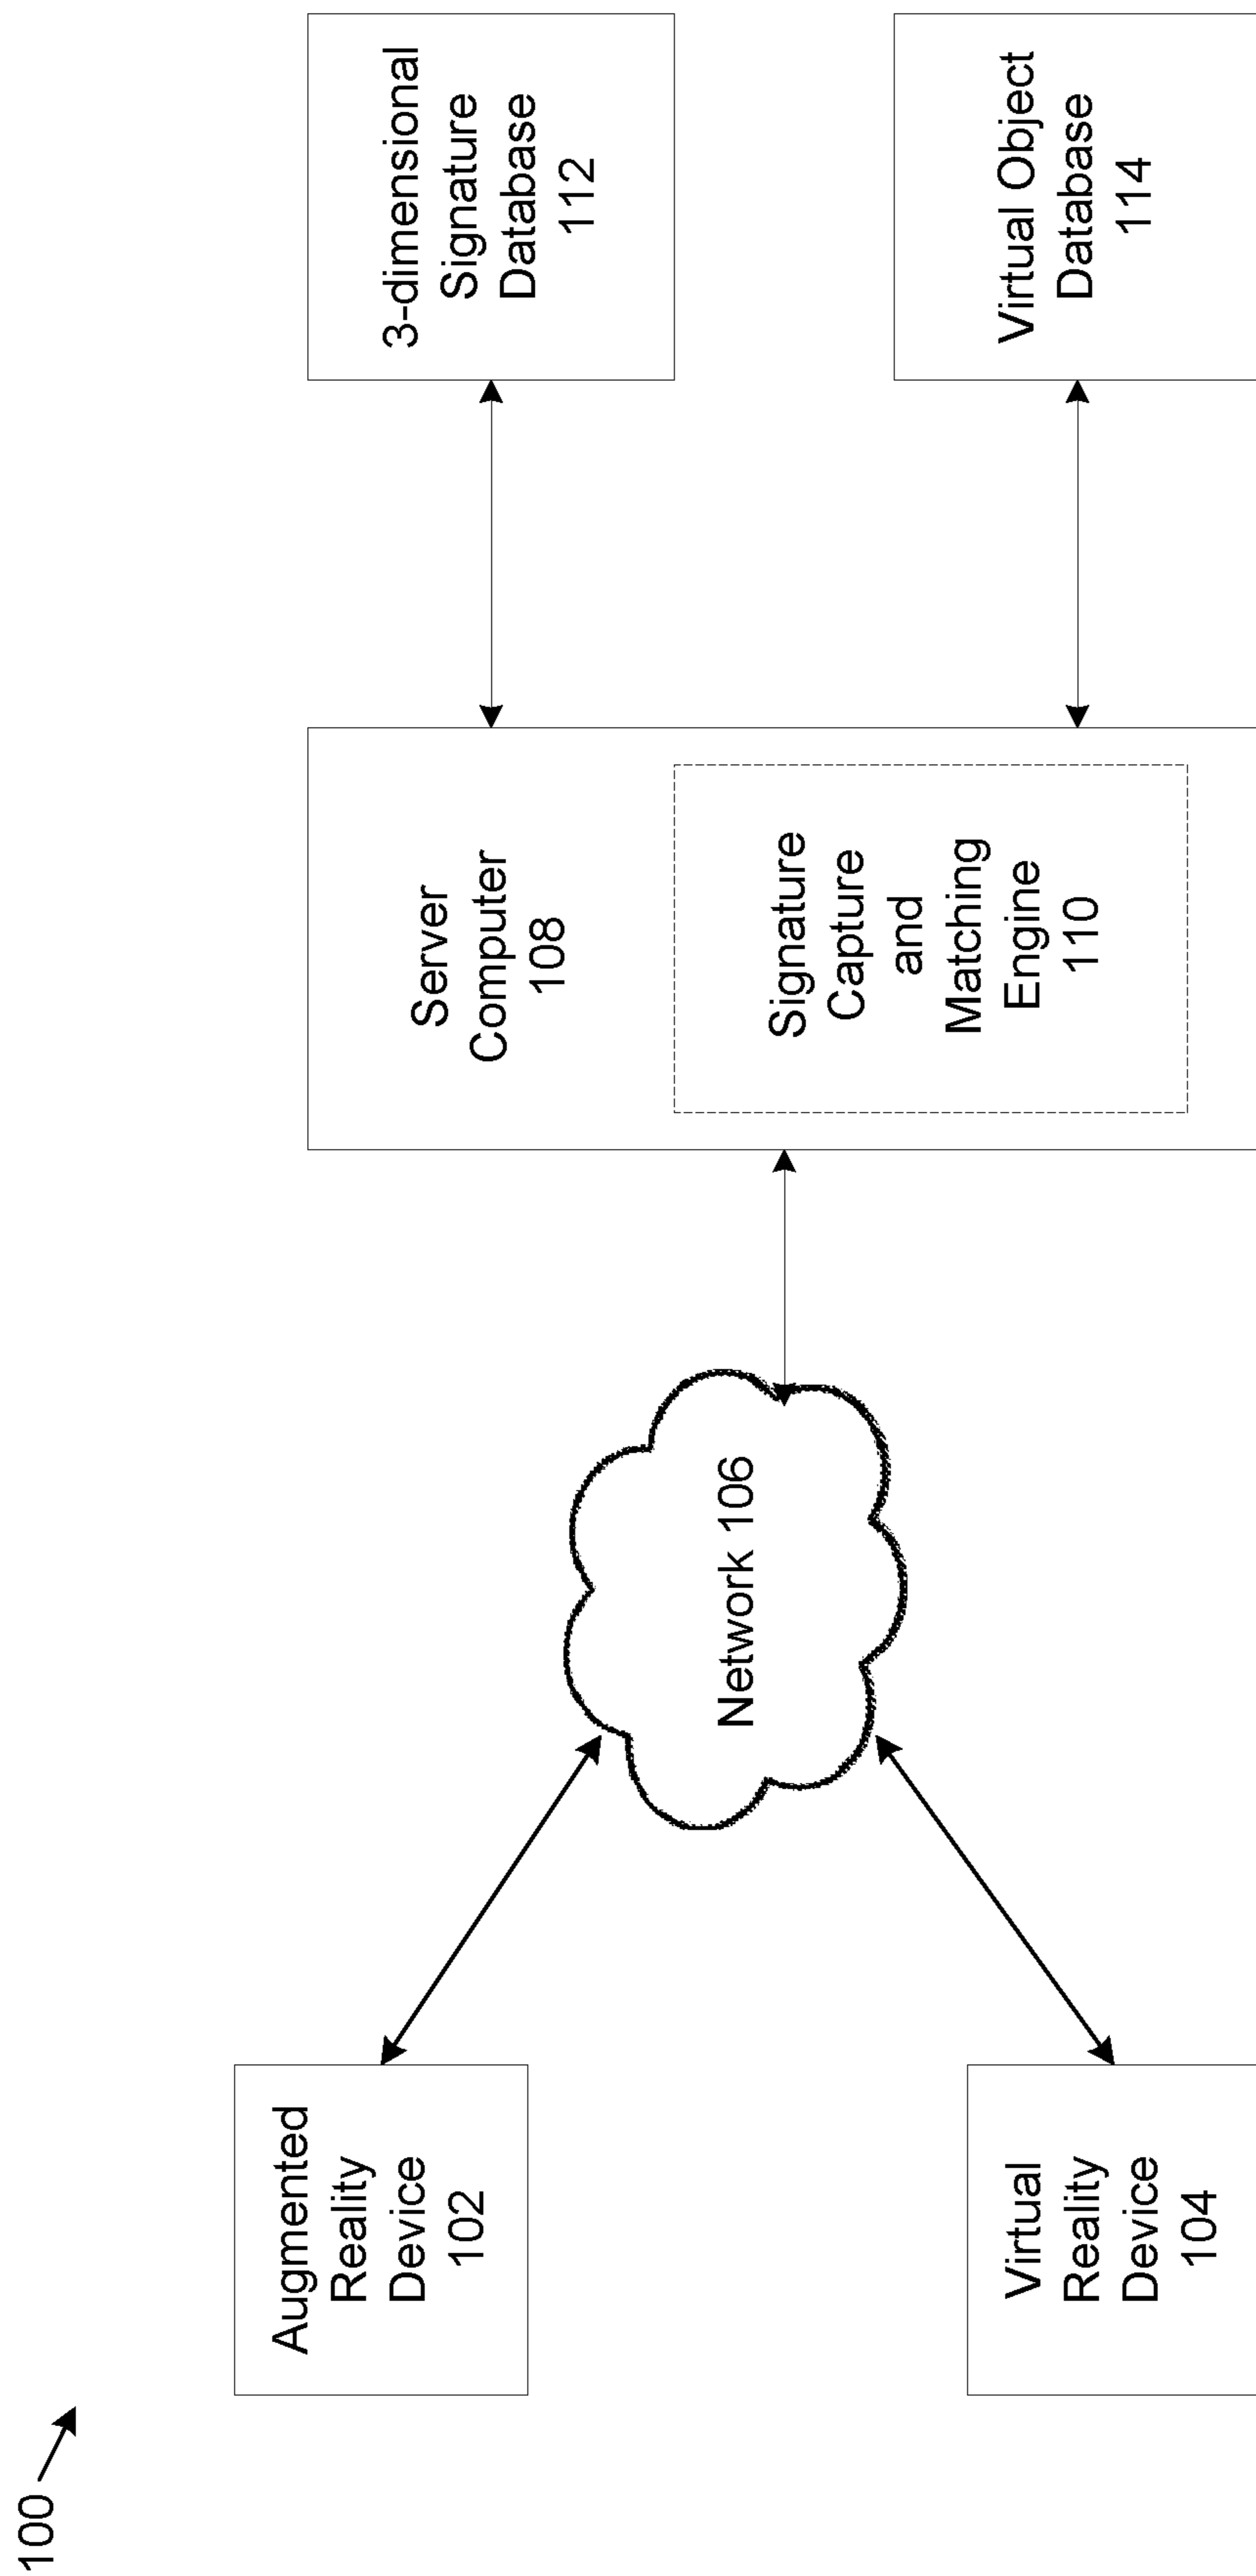 100
Augmented
Reality
Device
102
Virtual
Reality
Device
104
Network 106
Server
Computer
108
Signature
Capture
and
Matching
Engine
110
3-dimensional
Signature
Database
112
Virtual Object
Database
114